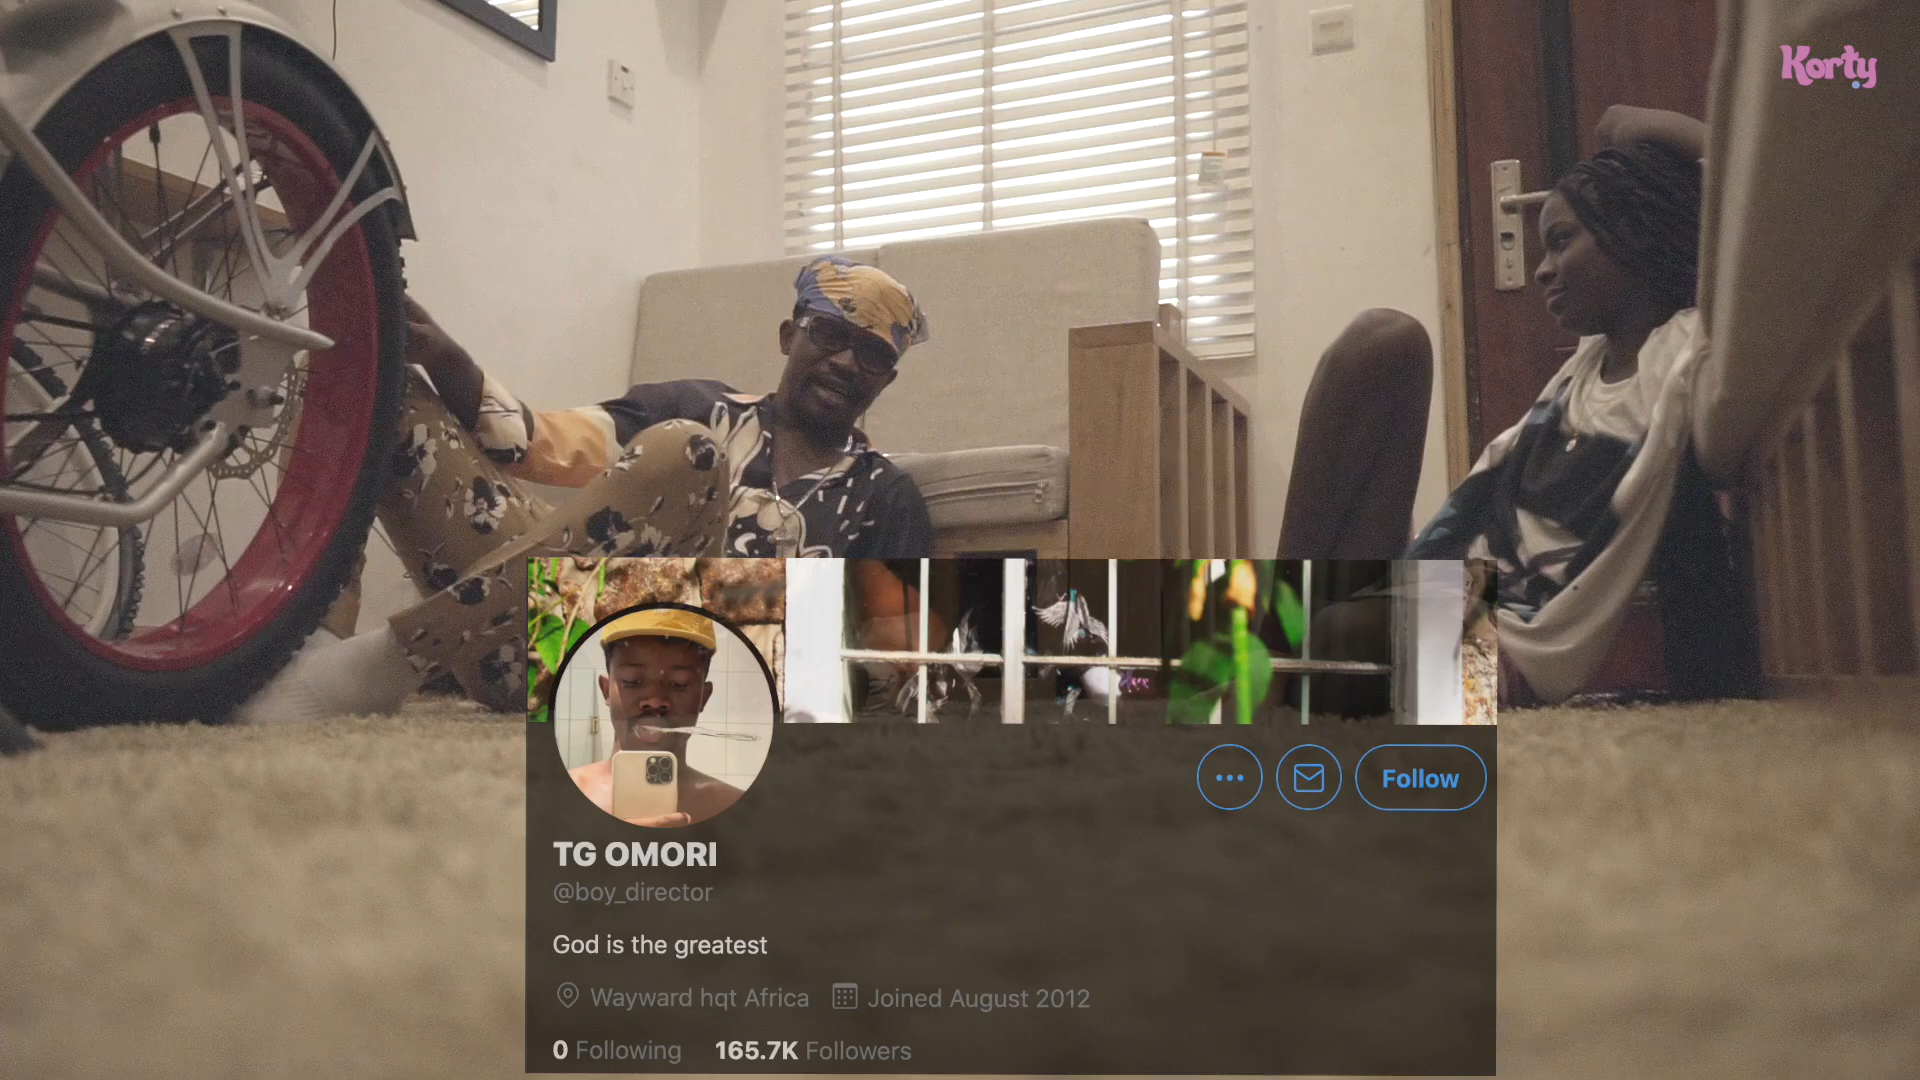 Korty
Follow
TG OMORI
@boy_director
God is the greatest
Wayward hqt Africa Joined August 2012
0 Following 165.7K Followers